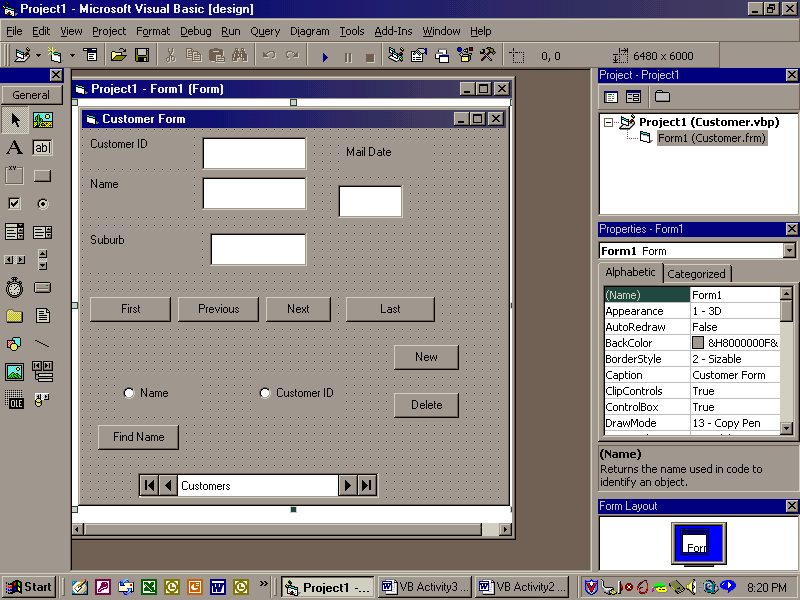 Project1 - Microsoft Visual Basic [design]
File Edit View Project Format Debug Run Query Diagram Tools Add-Ins Window Help
0, 0 6480 x 6000
General
A ab|
xy
OLE
Project1 - Form1 (Form)
Customer Form
Customer ID
Mail Date
Name
Suburb
First Previous Next Last
New
Name Customer ID
Delete
Find Name
Customers
Project - Project1
Project1 (Customer.vbp)
Form1 (Customer.frm)
Properties - Form1
Form1 Form
Alphabetic Categorized
(Name) Form1
Appearance 1 - 3D
AutoRedraw False
BackColor &H8000000F&
BorderStyle 2 - Sizable
Caption Customer Form
ClipControls True
ControlBox True
DrawMode 13 - Copy Pen
(Name)
Returns the name used in code to
identify an object.
Form Layout
Form
Start » Project1 -... VB Activity3 ... VB Activity2 ... 8:20 PM